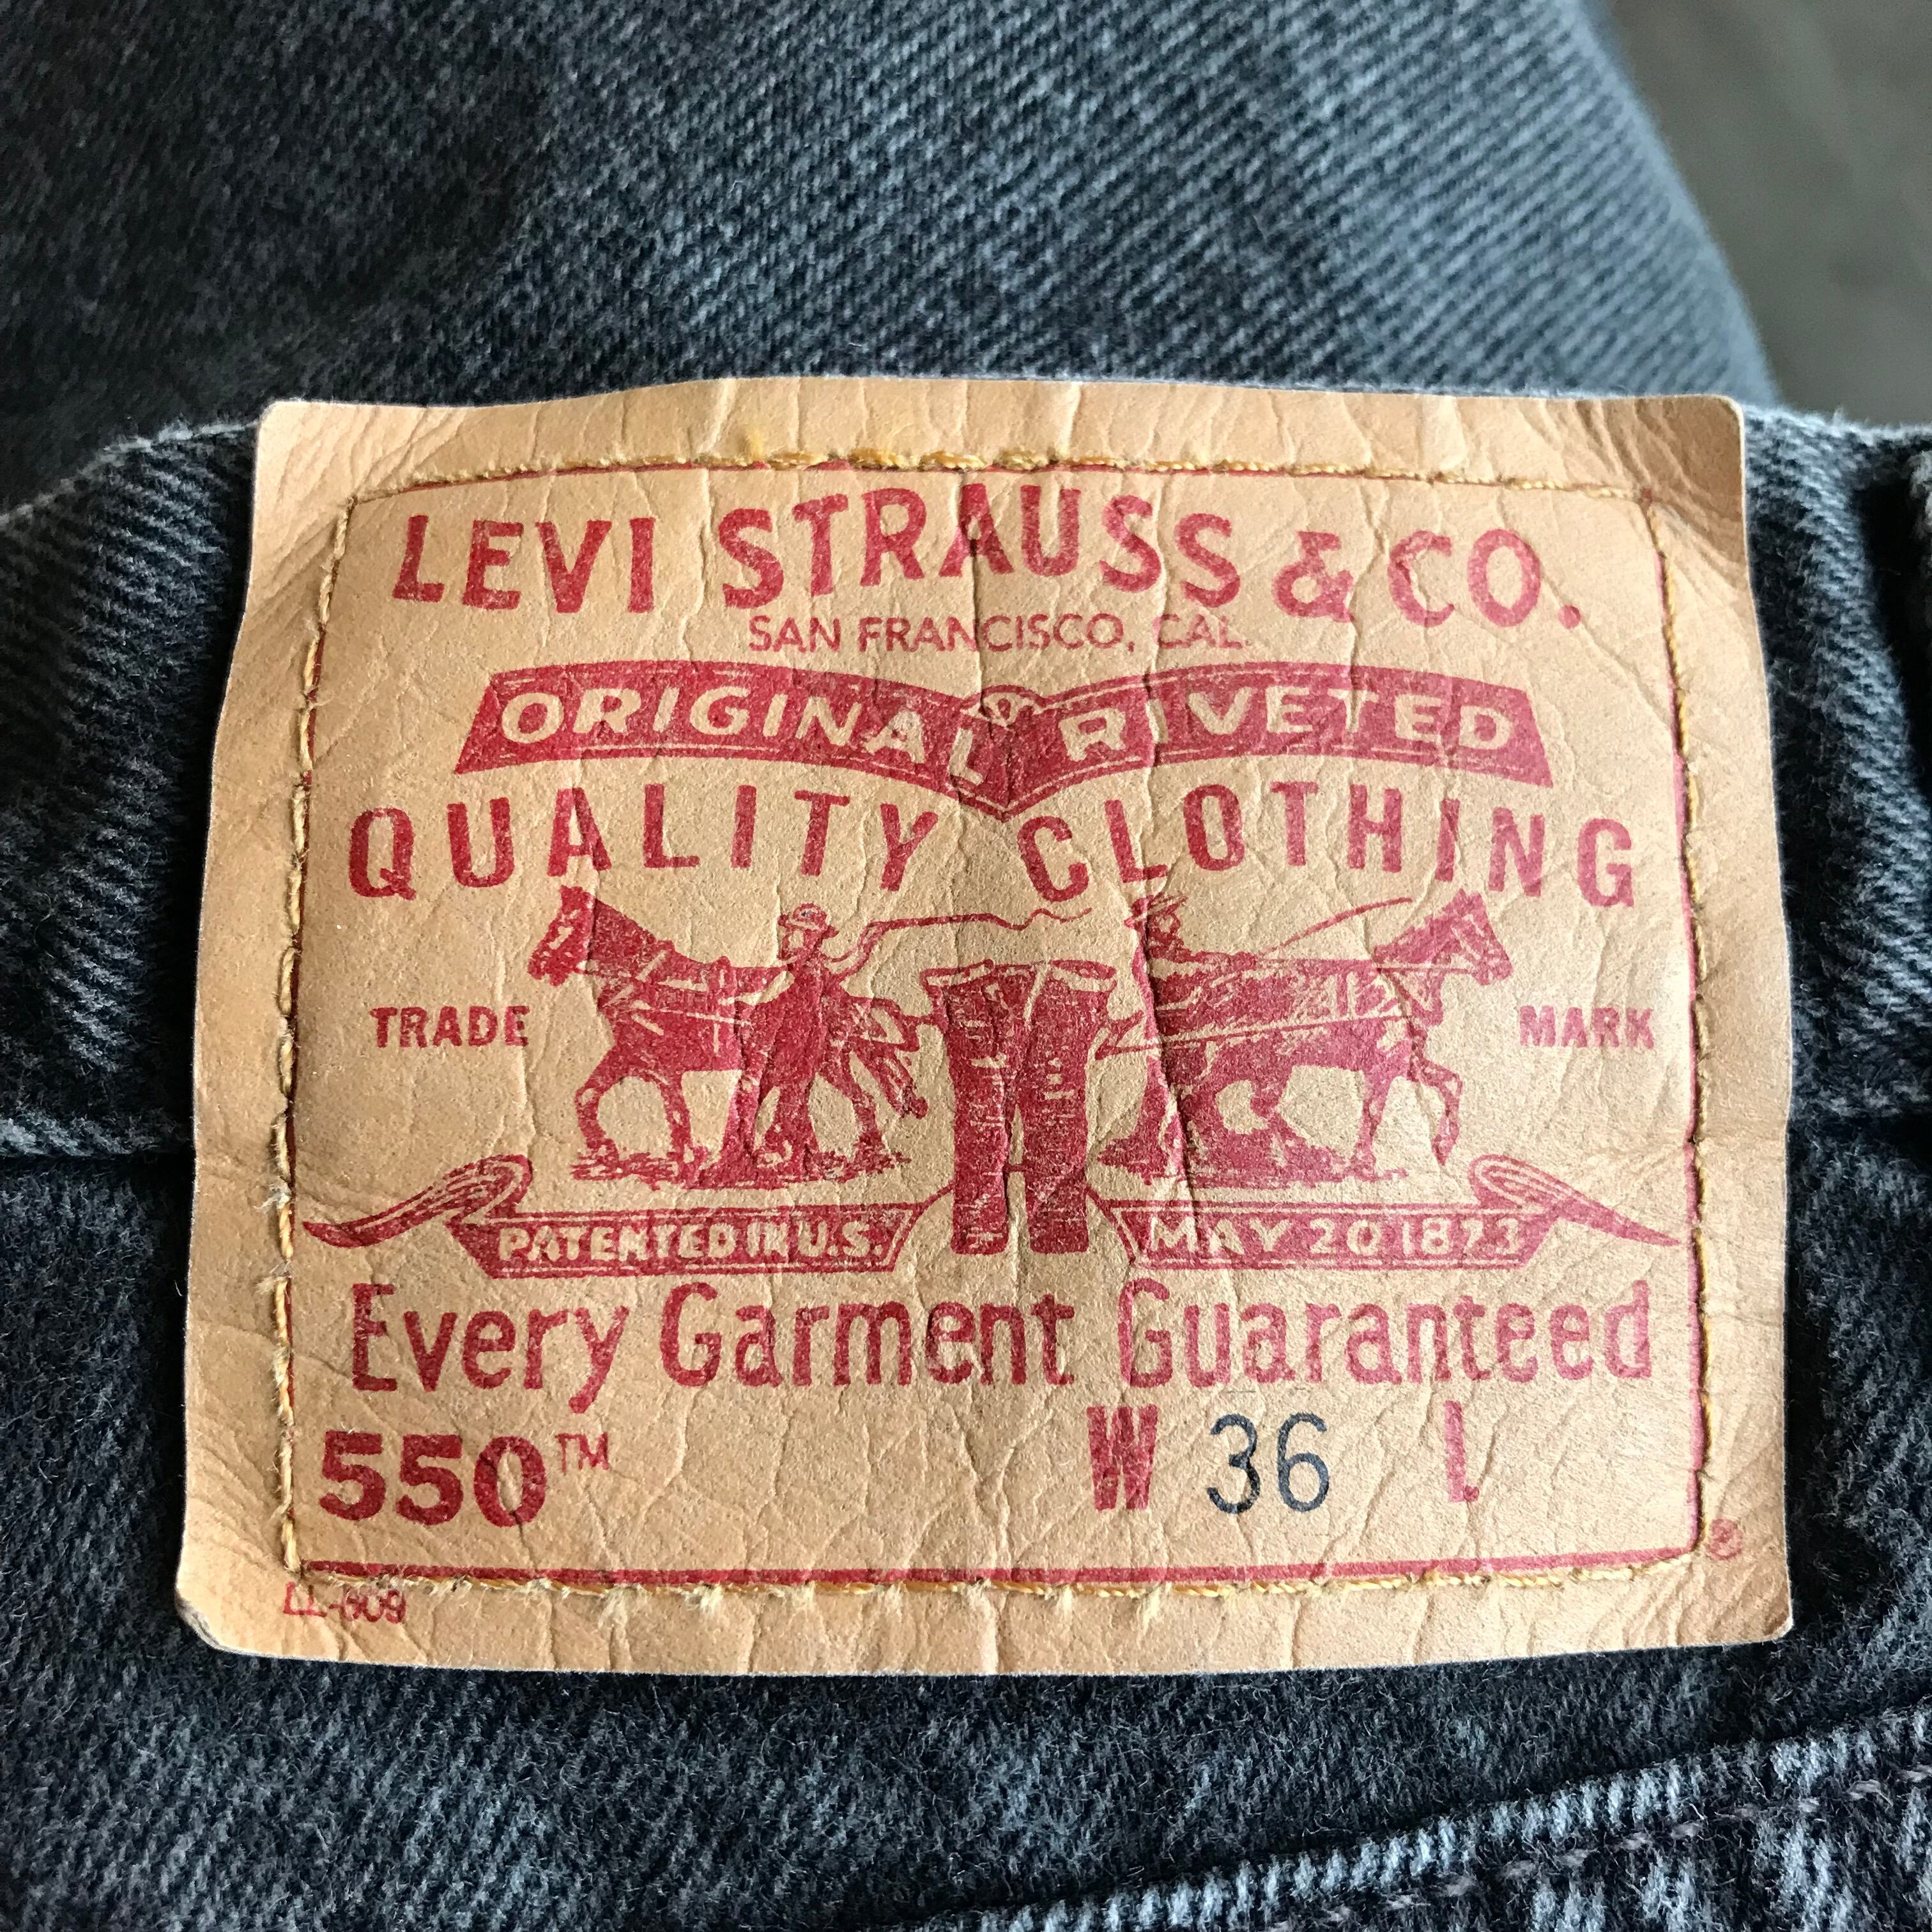 LEVI STRAUSS & CO.
SAN FRANCISCO, CAL.
ORIGINAL RIVETED
QUALITY CLOTHING
TRADE MARK
PATENTED IN U.S. MAY 20 1873
Every Garment Guaranteed
550™ W 36 L
®